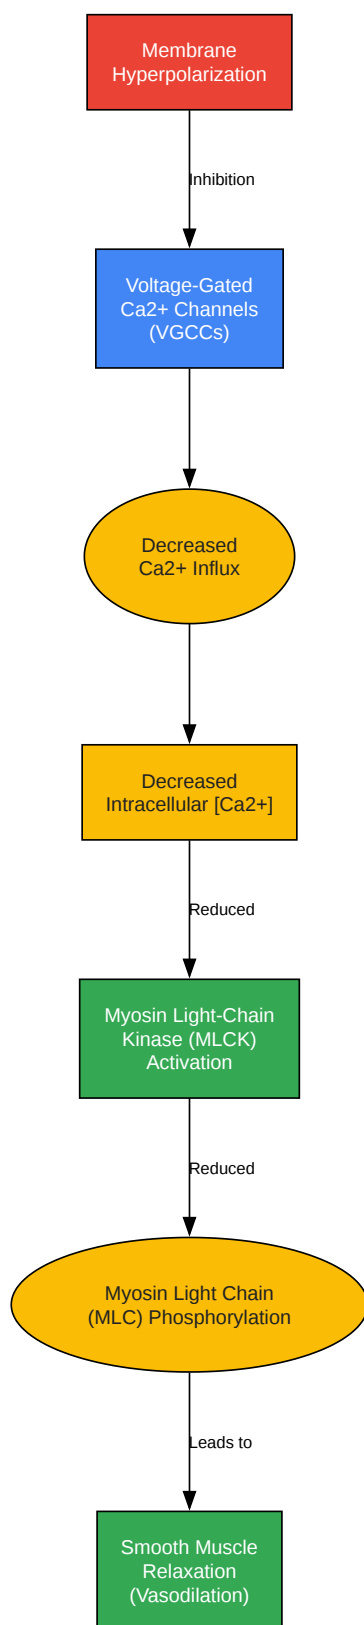 Membrane
Hyperpolarization
Inhibition
Voltage-Gated
Ca2+ Channels
(VGCCs)
Decreased
Ca2+ Influx
Decreased
Intracellular [Ca2+]
Reduced
Myosin Light-Chain
Kinase (MLCK)
Activation
Reduced
Myosin Light Chain
(MLC) Phosphorylation
Leads to
Smooth Muscle
Relaxation
(Vasodilation)